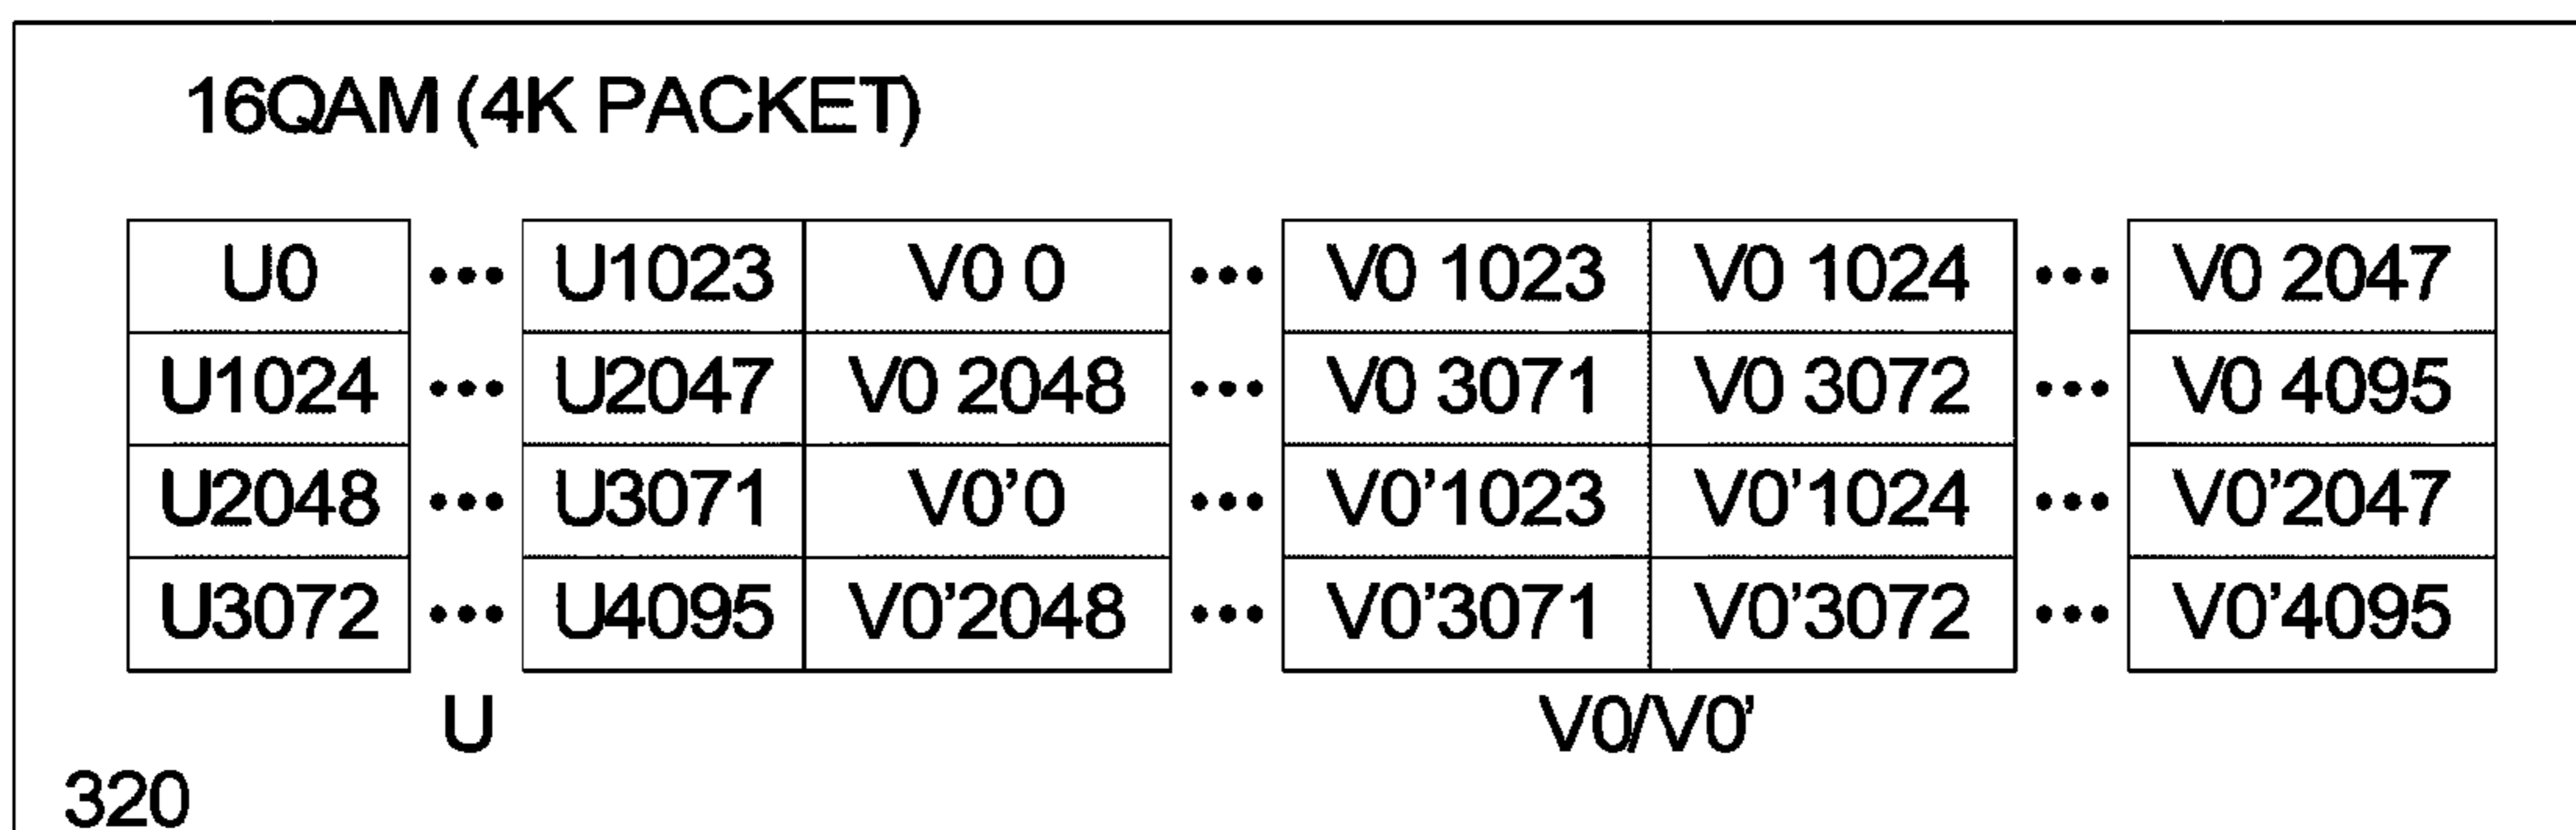 16QAM (4K PACKET)
U0 ••• U1023 V0 0 ••• V0 1023 V0 1024 ••• V0 2047
U1024 ••• U2047 V0 2048 ••• V0 3071 V0 3072 ••• V0 4095
U2048 ••• U3071 V0'0 ••• V0'1023 V0'1024 ••• V0'2047
U3072 ••• U4095 V0'2048 ••• V0'3071 V0'3072 ••• V0'4095
U V0/V0'
320